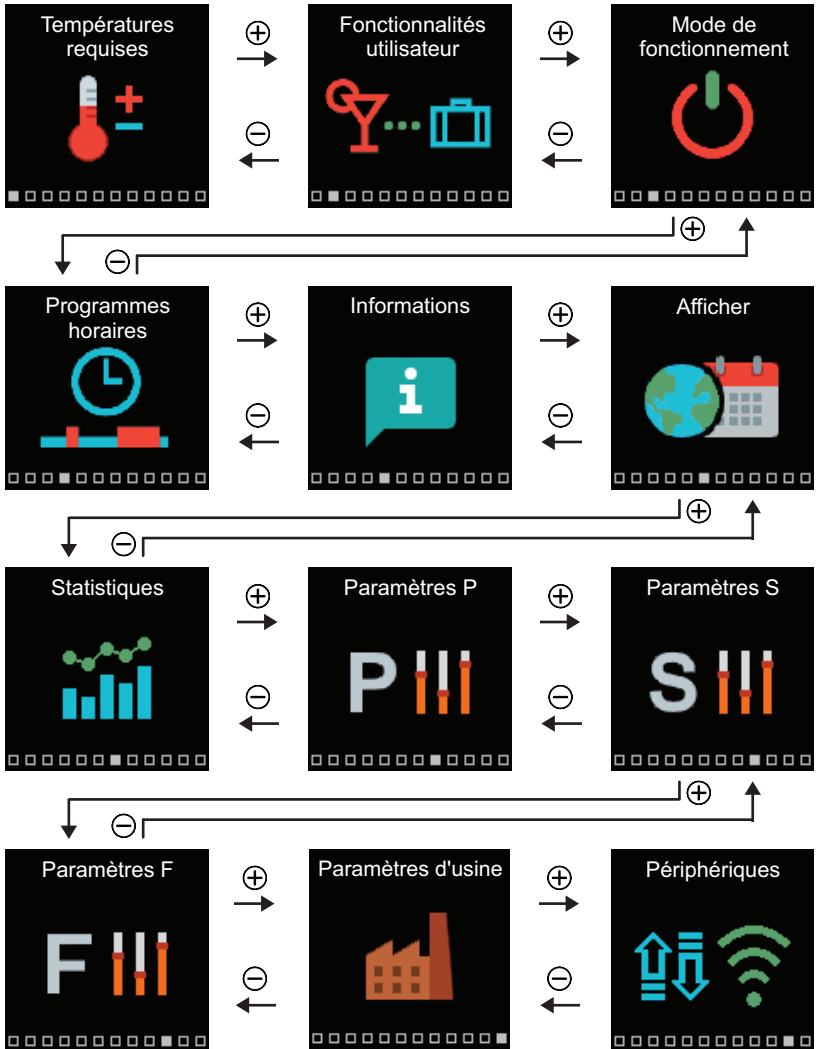 Températures
requises
Fonctionnalités
utilisateur
Mode de
fonctionnement
Programmes
horaires
Informations
Afficher
Statistiques
Paramètres P
P
Paramètres S
S
Paramètres F
F
Paramètres d'usine
Périphériques